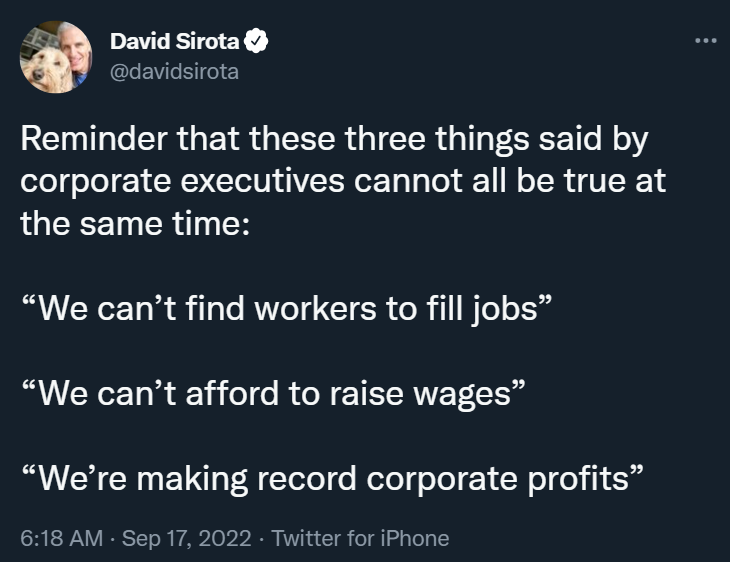 David Sirota
@davidsirota
Reminder that these three things said by
corporate executives cannot all be true at
the same time:
“We can’t find workers to fill jobs”
“We can’t afford to raise wages”
“We’re making record corporate profits”
6:18 AM · Sep 17, 2022 · Twitter for iPhone